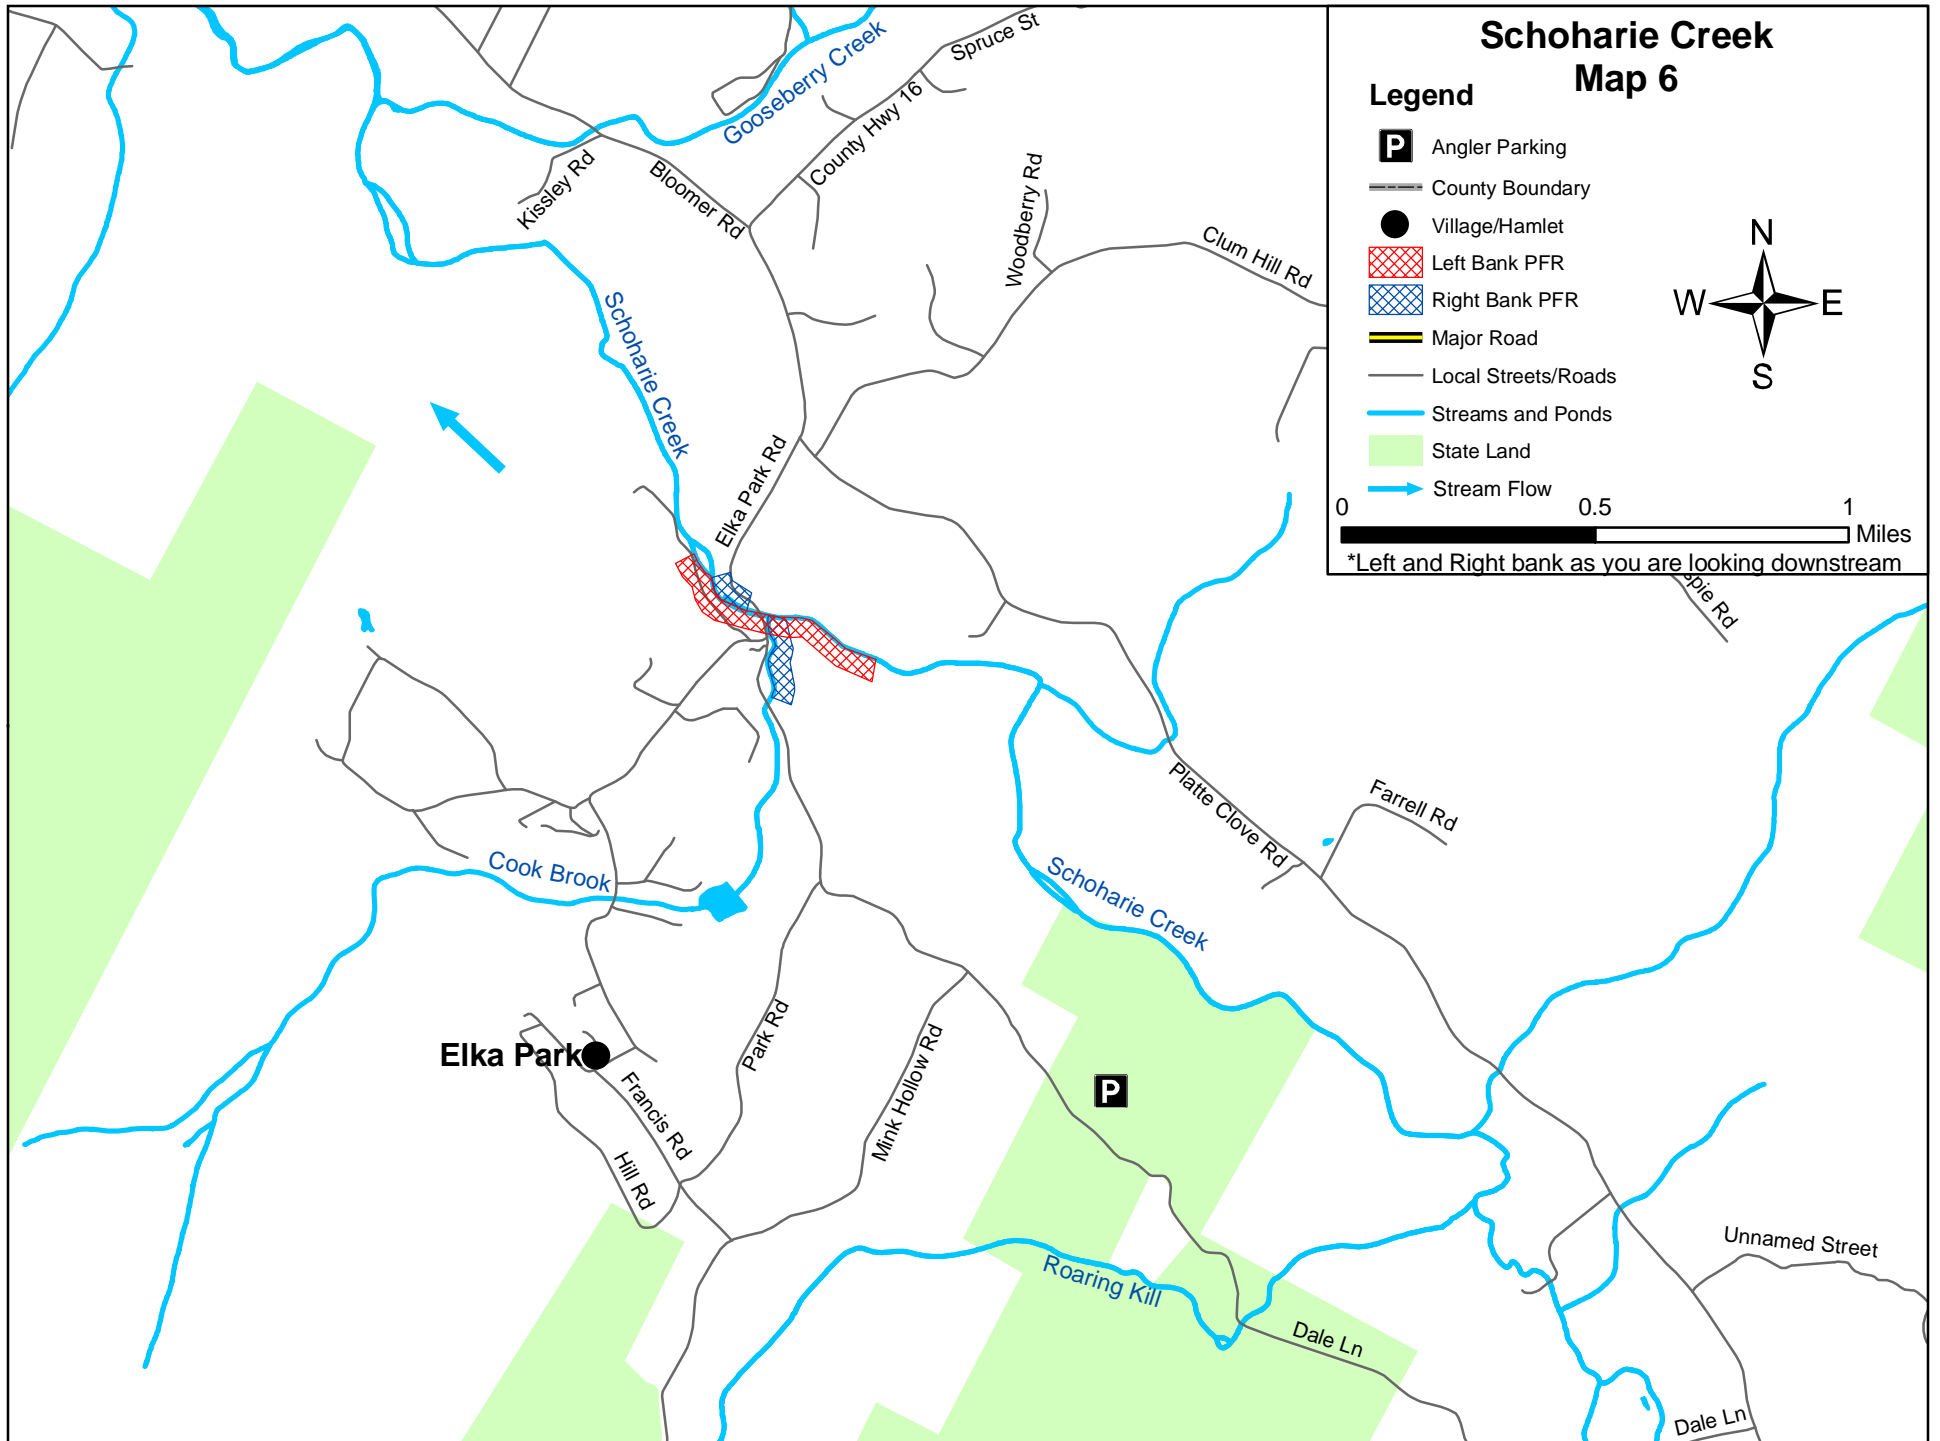 Schoharie Creek
Map 6
Legend
P
Angler Parking
County Boundary
Village/Hamlet
Left Bank PFR
Right Bank PFR
Major Road
Local Streets/Roads
Streams and Ponds
State Land
Stream Flow
N
W
E
S
0
0.5
1
Miles
*Left and Right bank as you are looking downstream
Gooseberry Creek
Spruce St
County Hwy 16
Kissley Rd
Bloomer Rd
Woodberry Rd
Clum Hill Rd
Schoharie Creek
Elka Park Rd
spie Rd
Platte Clove Rd
Farrell Rd
Cook Brook
Schoharie Creek
Elka Park
Francis Rd
Park Rd
Mink Hollow Rd
P
Hill Rd
Roaring Kill
Unnamed Street
Dale Ln
Dale Ln